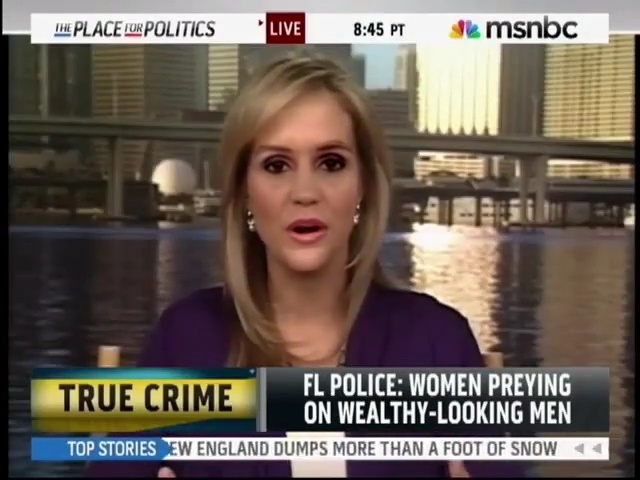 THE PLACE FOR POLITICS
LIVE
8:45 PT
msnbc
TRUE CRIME
FL POLICE: WOMEN PREYING
ON WEALTHY-LOOKING MEN
TOP STORIES
EW ENGLAND DUMPS MORE THAN A FOOT OF SNOW